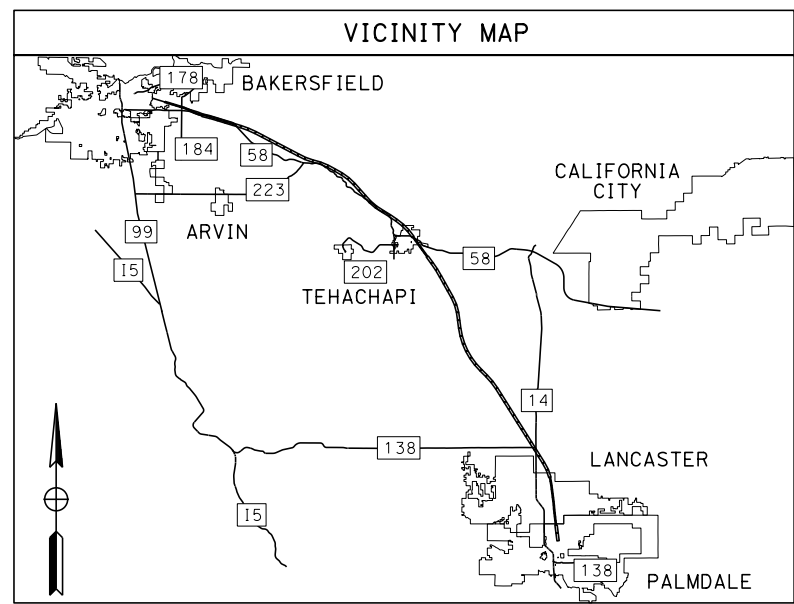 VICINITY MAP
178
BAKERSFIELD
184
58
CALIFORNIA
CITY
223
99
ARVIN
58
I5
202
TEHACHAPI
14
138
LANCASTER
I5
138
PALMDALE